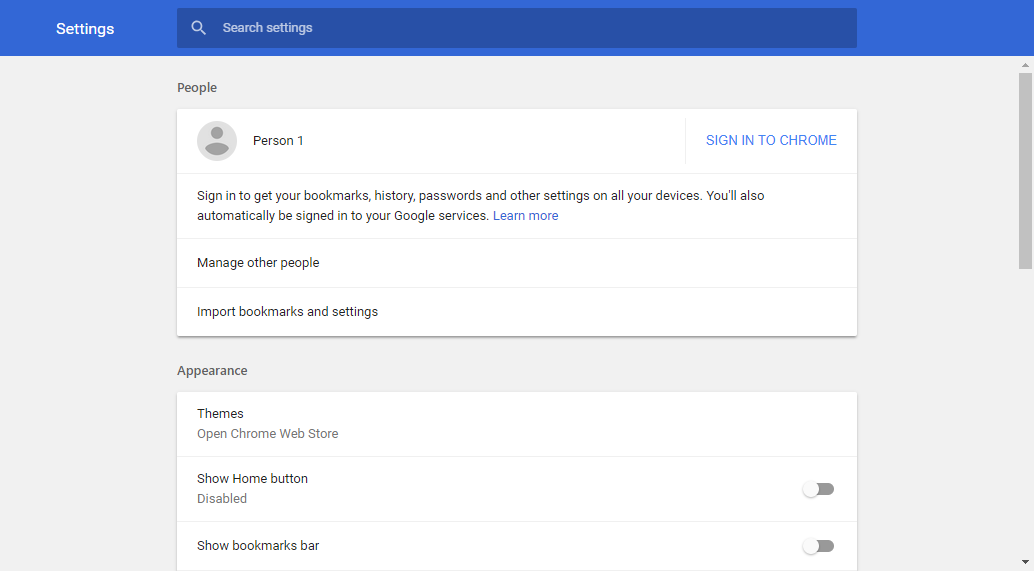 Settings
Search settings
People
Person 1
SIGN IN TO CHROME
Sign in to get your bookmarks, history, passwords and other settings on all your devices. You'll also
automatically be signed in to your Google services. Learn more
Manage other people
Import bookmarks and settings
Appearance
Themes
Open Chrome Web Store
Show Home button
Disabled
Show bookmarks bar